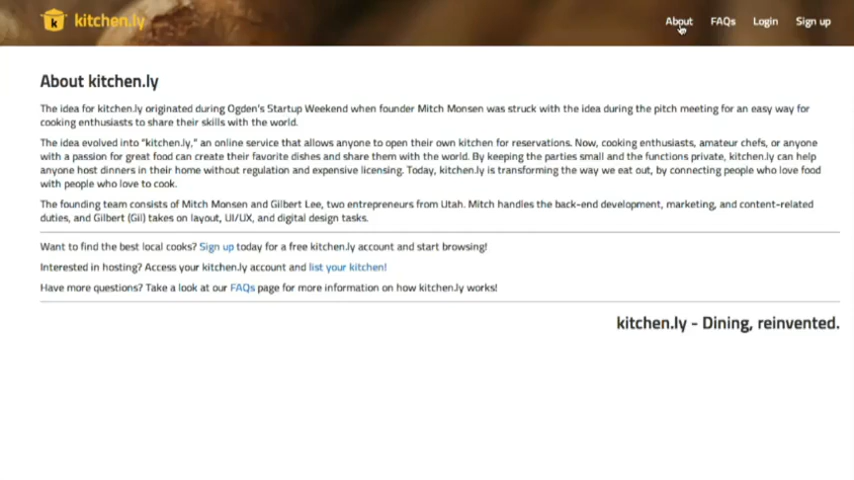 k kitchen.ly About FAQs Login Sign up
About kitchen.ly
The idea for kitchen.ly originated during Ogden's Startup Weekend when founder Mitch Monsen was struck with the idea during the pitch meeting for an easy way for
cooking enthusiasts to share their skills with the world.
The idea evolved into "kitchen.ly," an online service that allows anyone to open their own kitchen for reservations. Now, cooking enthusiasts, amateur chefs, or anyone
with a passion for great food can create their favorite dishes and share them with the world. By keeping the parties small and the functions private, kitchen.ly can help
anyone host dinners in their home without regulation and expensive licensing. Today, kitchen.ly is transforming the way we eat out, by connecting people who love food
with people who love to cook.
The founding team consists of Mitch Monsen and Gilbert Lee, two entrepreneurs from Utah. Mitch handles the back-end development, marketing, and content-related
duties, and Gilbert (Gil) takes on layout, UI/UX, and digital design tasks.
Want to find the best local cooks? Sign up today for a free kitchen.ly account and start browsing!
Interested in hosting? Access your kitchen.ly account and list your kitchen!
Have more questions? Take a look at our FAQs page for more information on how kitchen.ly works!
kitchen.ly - Dining, reinvented.